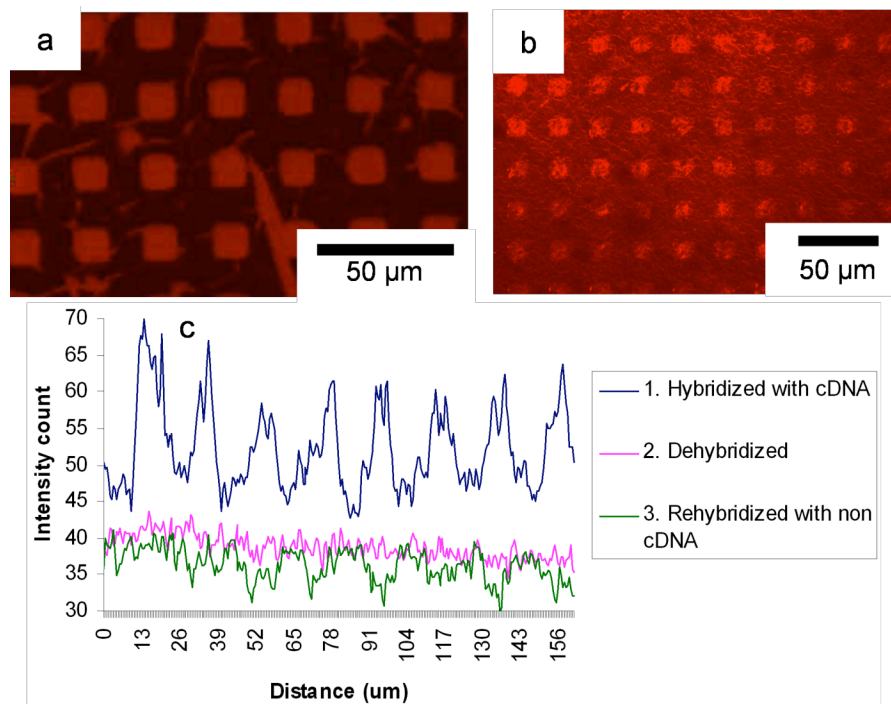 a
b
50 µm
50 µm
c
70
65
60
55
50
45
40
35
30
Intensity count
0
13
26
39
52
65
78
91
104
117
130
143
156
Distance (um)
1. Hybridized with cDNA
2. Dehybridized
3. Rehybridized with non
cDNA